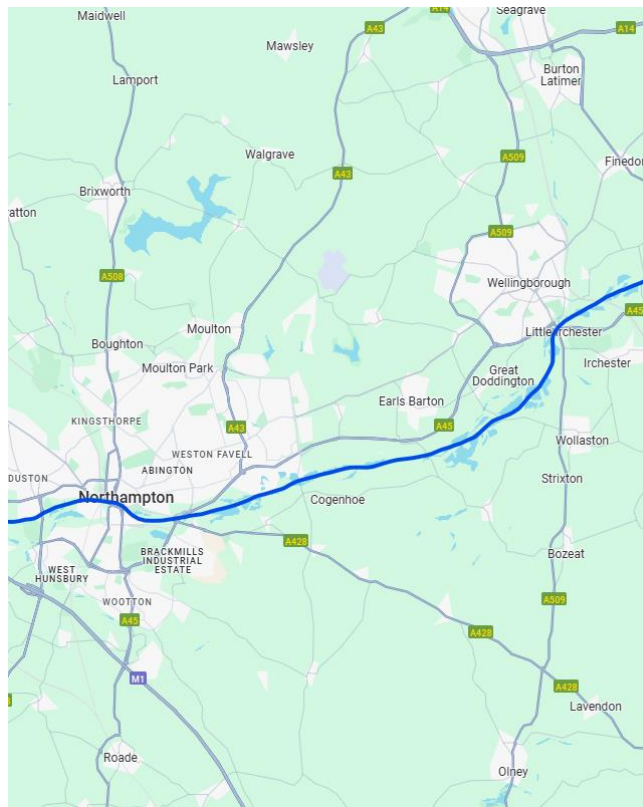 Maidwell
A43
A14
Seagrave
A14
Mawsley
Lamport
Burton
Latimer
Walgrave
A509
Finedon
A43
Brixworth
atton
A509
A508
Wellingborough
Moulton
Little Irchester
A45
Boughton
Irchester
Moulton Park
Great
Doddington
Earls Barton
KINGSTHORPE
A43
A45
Wollaston
WESTON FAVELL
ABINGTON
DUSTON
Strixton
Northampton
Cogenhoe
A428
BRACKMILLS
INDUSTRIAL
ESTATE
Bozeat
WEST
HUNSBURY
WOOTTON
A509
A45
A428
M1
A428
Lavendon
Roade
Olney